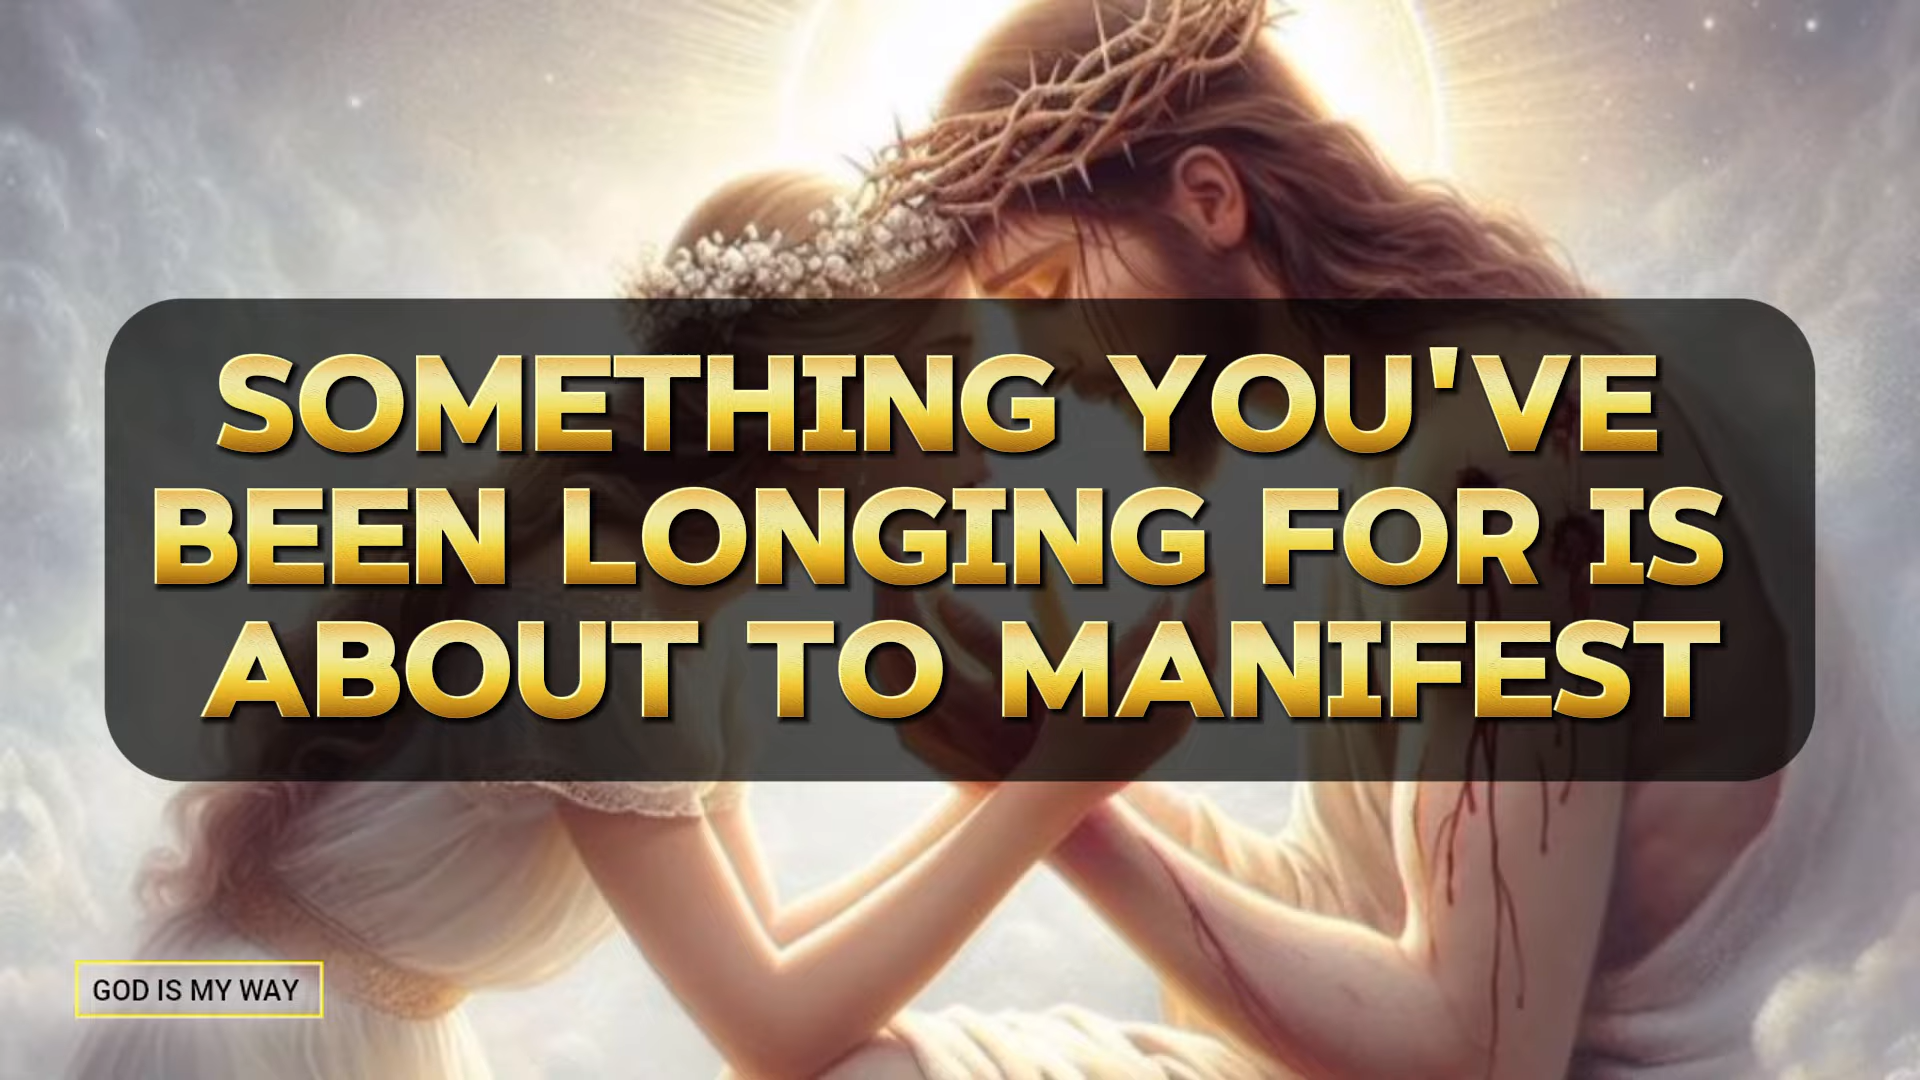 SOMETHING YOU'VE
BEEN LONGING FOR IS
ABOUT TO MANIFEST
GOD IS MY WAY